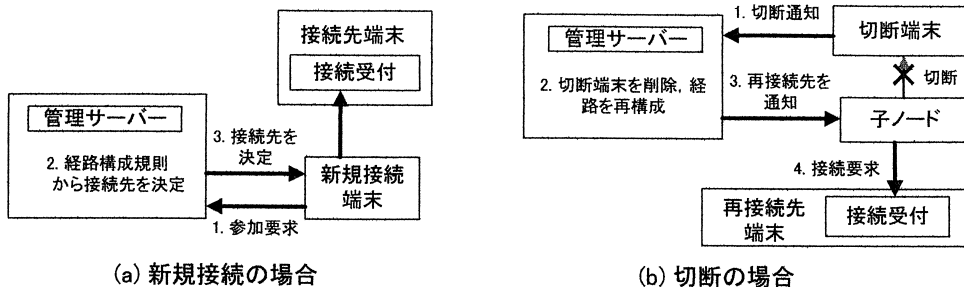 接続先端末
接続受付
管理サーバー
2. 経路構成規則
から接続先を決定
3. 接続先を
決定
新規接続
端末
1. 参加要求
(a) 新規接続の場合
1. 切断通知
切断端末
管理サーバー
2. 切断端末を削除, 経
路を再構成
3. 再接続先を
通知
切断
子ノード
4. 接続要求
再接続先
端末
接続受付
(b) 切断の場合